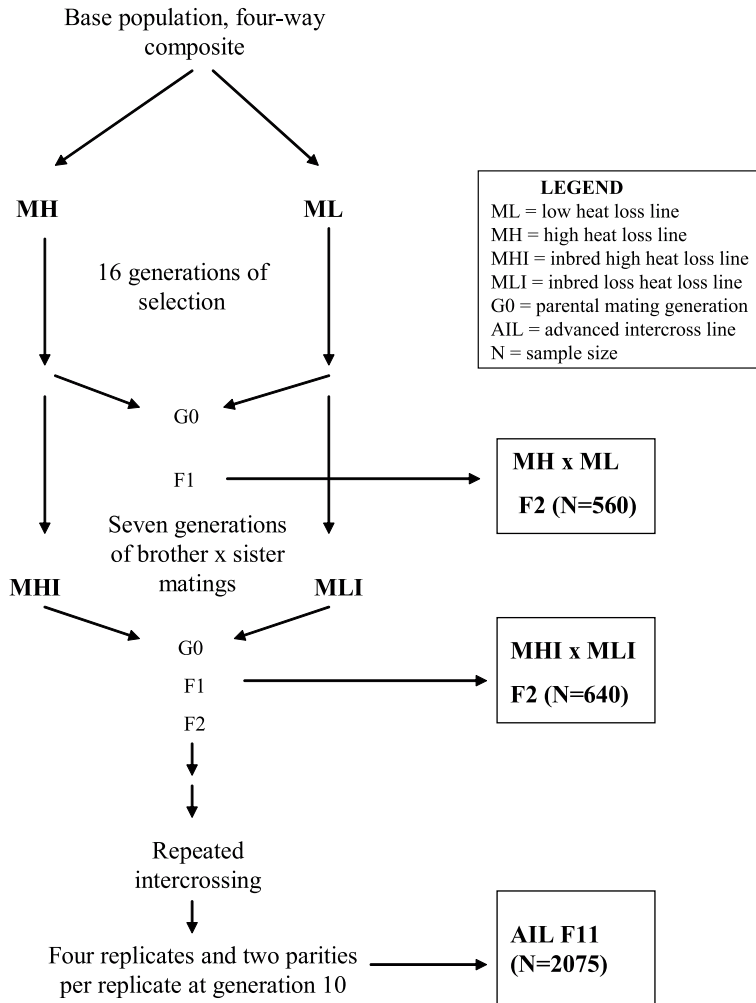 Base population, four-way
composite
MH
ML
16 generations of
selection
LEGEND
ML = low heat loss line
MH = high heat loss line
MHI = inbred high heat loss line
MLI = inbred loss heat loss line
G0 = parental mating generation
AIL = advanced intercross line
N = sample size
G0
F1
MH x ML
F2 (N=560)
Seven generations
of brother x sister
matings
MHI
MLI
G0
F1
F2
MHI x MLI
F2 (N=640)
Repeated
intercrossing
Four replicates and two parities
per replicate at generation 10
AIL F11
(N=2075)